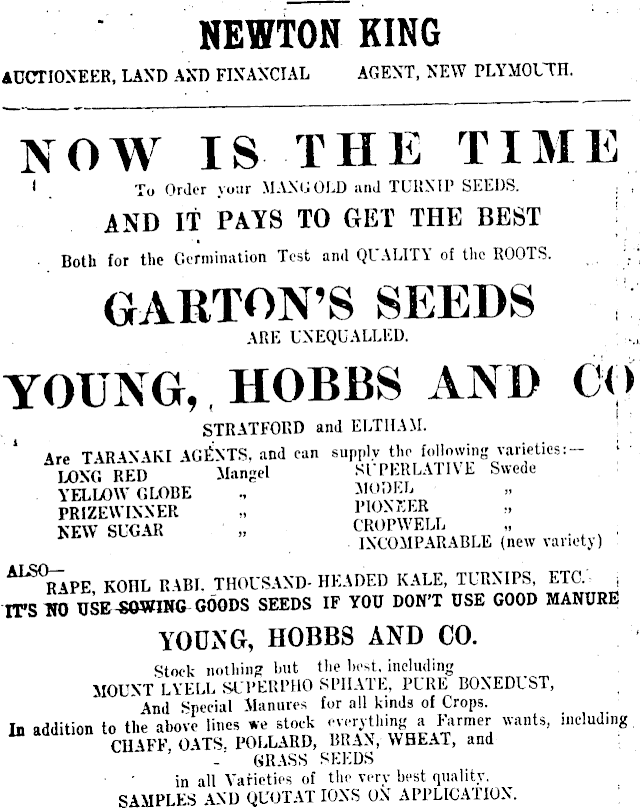 NEWTON KING
AUCTIONEER, LAND AND FINANCIAL AGENT, NEW PLYMOUTH.
NOW IS THE TIME
To Order your MANGOLD and TURNIP SEEDS.
AND IT PAYS TO GET THE BEST
Both for the Germination Test and QUALITY of the ROOTS.
GARTON'S SEEDS
ARE UNEQUALLED.
YOUNG, HOBBS AND CO
STRATFORD and ELTHAM.
Are TARANAKI AGENTS, and can supply the following varieties:—
LONG RED Mangel SUPERLATIVE Swede
YELLOW GLOBE „ MODEL „
PRIZEWINNER „ PIONEER „
NEW SUGAR „ CROPWELL „
INCOMPARABLE (new variety)
ALSO—
RAPE, KOHL RABI, THOUSAND-HEADED KALE, TURNIPS, ETC.
IT'S NO USE SOWING GOODS SEEDS IF YOU DON'T USE GOOD MANURE
YOUNG, HOBBS AND CO.
Stock nothing but the best, including
MOUNT LYELL SUPERPHO SPHATE, PURE BONEDUST,
And Special Manures for all kinds of Crops.
In addition to the above lines we stock everything a Farmer wants, including
CHAFF, OATS, POLLARD, BRAN, WHEAT, and
GRASS SEEDS
in all Varieties of the very best quality.
SAMPLES AND QUOTATIONS ON APPLICATION.